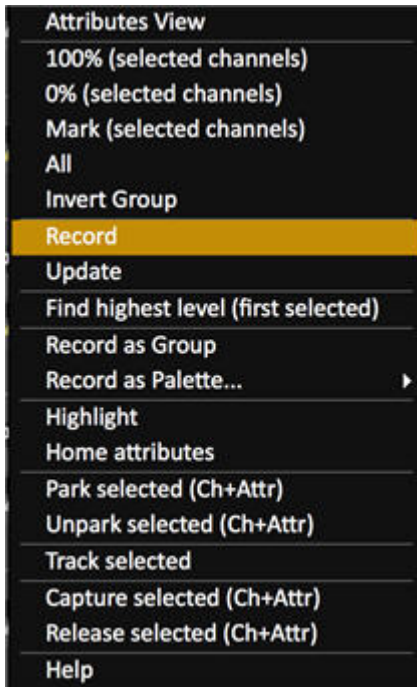 Attributes View
100% (selected channels)
0% (selected channels)
Mark (selected channels)
All
Invert Group
Record
Update
Find highest level (first selected)
Record as Group
Record as Palette...
Highlight
Home attributes
Park selected (Ch+Attr)
Unpark selected (Ch+Attr)
Track selected
Capture selected (Ch+Attr)
Release selected (Ch+Attr)
Help